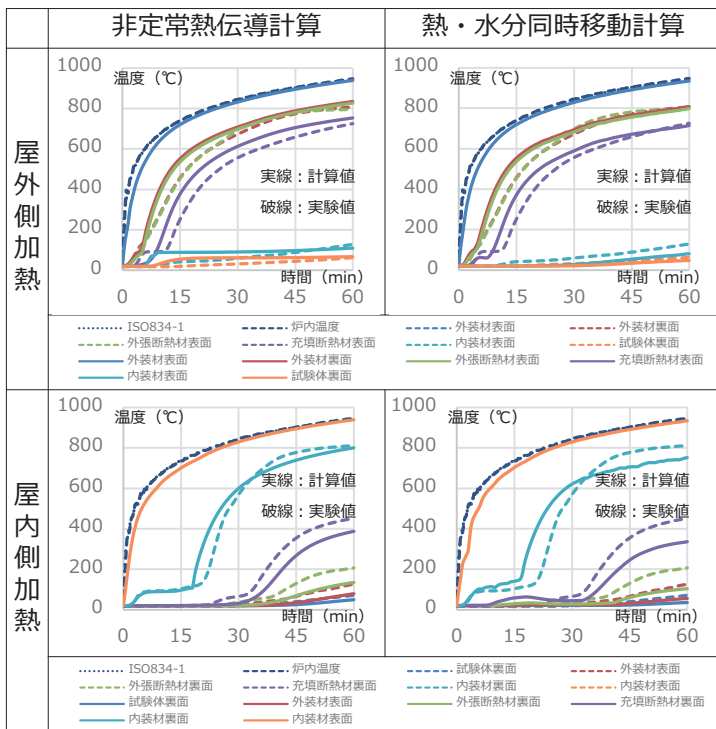 非定常熱伝導計算
熱・水分同時移動計算
屋外側加熱
1000
800
600
400
200
0
温度（℃）
実線：計算値
破線：実験値
時間（min）
0 15 30 45 60
1000
800
600
400
200
0
温度（℃）
実線：計算値
破線：実験値
時間（min）
0 15 30 45 60
ISO834-1 炉内温度 外装材表面 外装材裏面
外張断熱材表面 充填断熱材表面 内装材表面 試験体裏面
外装材表面 外装材裏面 外張断熱材表面 充填断熱材表面
内装材表面 試験体裏面
屋内側加熱
1000
800
600
400
200
0
温度（℃）
実線：計算値
破線：実験値
時間（min）
0 15 30 45 60
1000
800
600
400
200
0
温度（℃）
実線：計算値
破線：実験値
時間（min）
0 15 30 45 60
ISO834-1 炉内温度 試験体裏面 外装材表面
外張断熱材裏面 充填断熱材裏面 内装材裏面 内装材表面
試験体裏面 外装材表面 外張断熱材裏面 充填断熱材裏面
内装材裏面 内装材表面